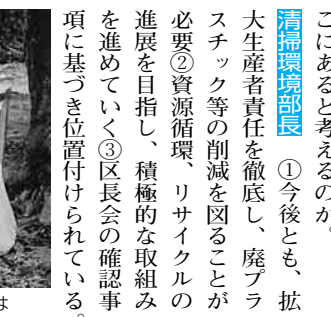 こにあると考えるのか。
清掃環境部長　①今後とも、拡
大生産者責任を徹底し、廃プラ
スチック等の削減を図ることが
必要②資源循環、リサイクルの
進展を目指し、積極的な取組み
を進めていく③区長会の確認事
項に基づき位置付けられている。
は